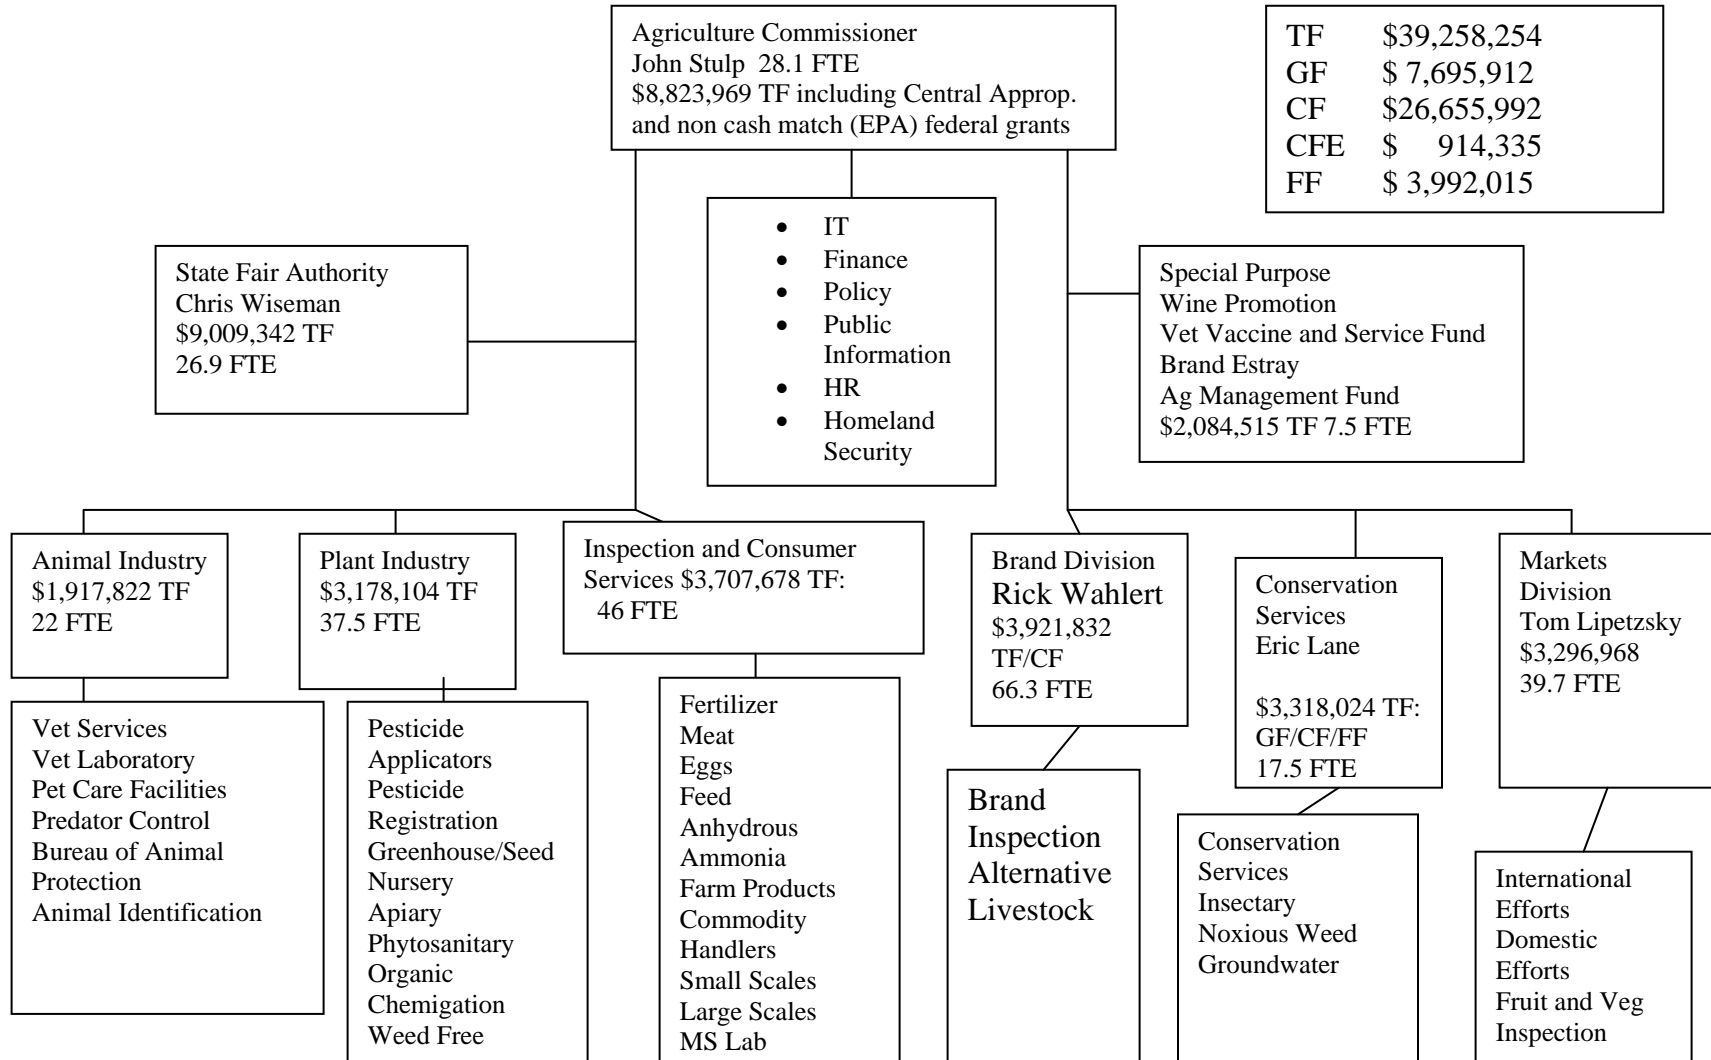 Agriculture Commissioner
John Stulp 28.1 FTE
$8,823,969 TF including Central Approp.
and non cash match (EPA) federal grants
TF $39,258,254
GF $ 7,695,912
CF $26,655,992
CFE $ 914,335
FF $ 3,992,015
• IT
• Finance
• Policy
• Public
Information
• HR
• Homeland
Security
State Fair Authority
Chris Wiseman
$9,009,342 TF
26.9 FTE
Special Purpose
Wine Promotion
Vet Vaccine and Service Fund
Brand Estray
Ag Management Fund
$2,084,515 TF 7.5 FTE
Animal Industry
$1,917,822 TF
22 FTE
Plant Industry
$3,178,104 TF
37.5 FTE
Inspection and Consumer
Services $3,707,678 TF:
46 FTE
Brand Division
Rick Wahlert
$3,921,832
TF/CF
66.3 FTE
Conservation
Services
Eric Lane
$3,318,024 TF:
GF/CF/FF
17.5 FTE
Markets
Division
Tom Lipetzsky
$3,296,968
39.7 FTE
Vet Services
Vet Laboratory
Pet Care Facilities
Predator Control
Bureau of Animal
Protection
Animal Identification
Pesticide
Applicators
Pesticide
Registration
Greenhouse/Seed
Nursery
Apiary
Phytosanitary
Organic
Chemigation
Weed Free
Fertilizer
Meat
Eggs
Feed
Anhydrous
Ammonia
Farm Products
Commodity
Handlers
Small Scales
Large Scales
MS Lab
Brand
Inspection
Alternative
Livestock
Conservation
Services
Insectary
Noxious Weed
Groundwater
International
Efforts
Domestic
Efforts
Fruit and Veg
Inspection